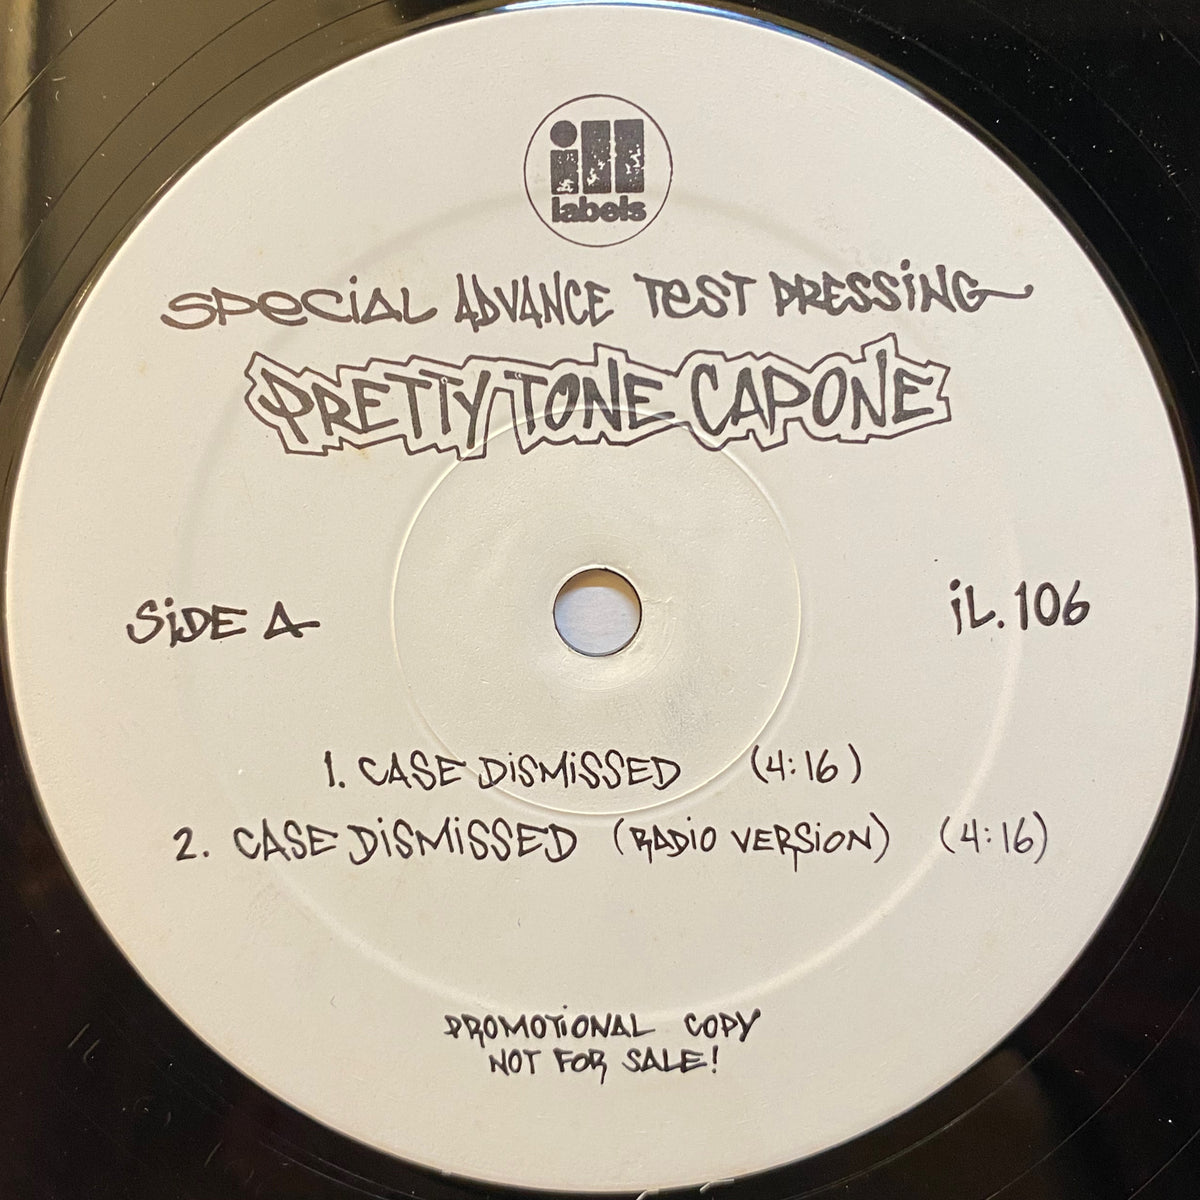 ill
labels
SPeCiAL ADVANCE TeST PRESSiNG
PRETTY TONE CAPONE
SiDE A
iL. 106
1. CASE DiSMiSSED (4:16)
2. CASE DiSMiSSED (RADIO VERSION) (4:16)
PROMOTiONAL COPY
NOT FOR SALE!